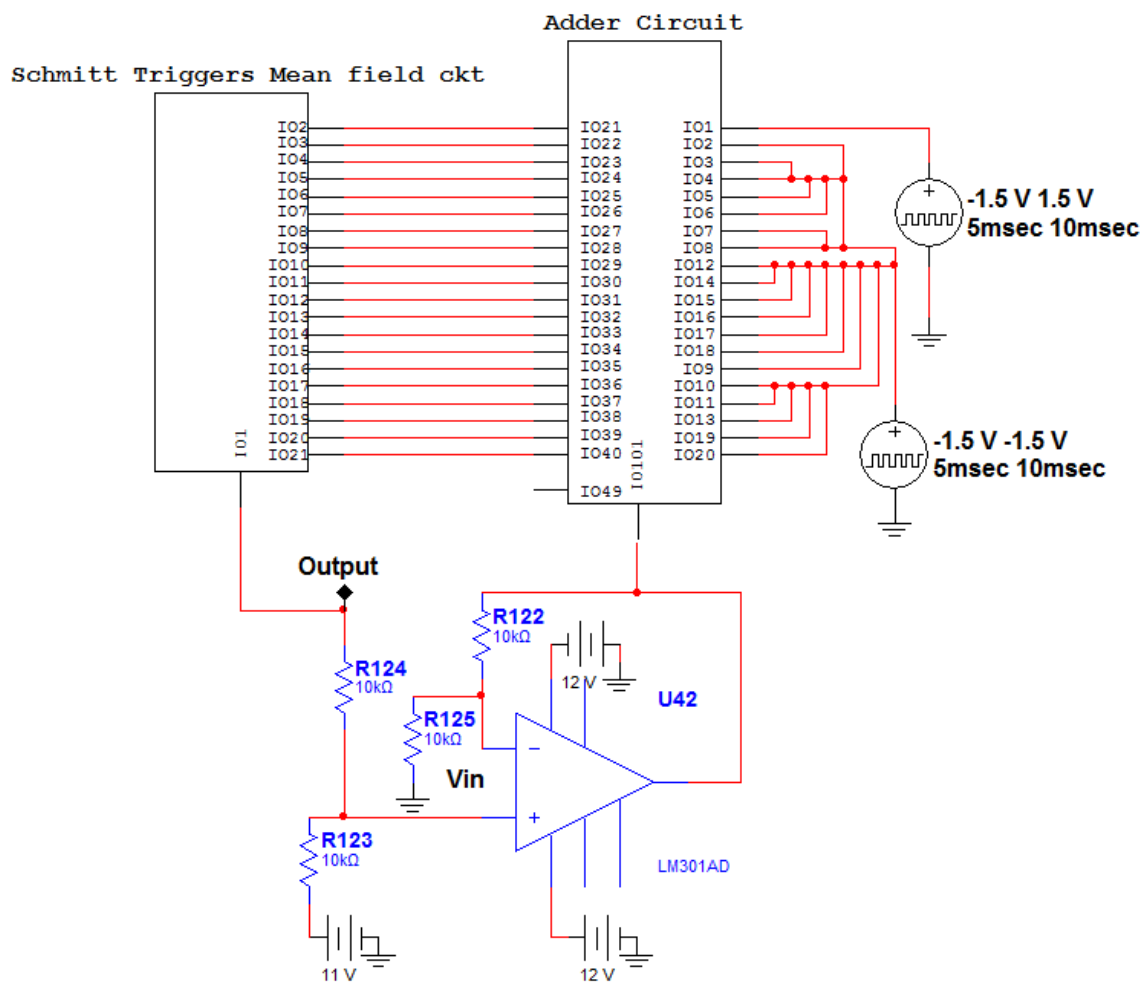 Adder Circuit
Schmitt Triggers Mean field ckt
IO2
IO3
IO4
IO5
IO6
IO7
IO8
IO9
IO10
IO11
IO12
IO13
IO14
IO15
IO16
IO17
IO18
IO19
IO20
IO21
IO1
IO21
IO22
IO23
IO24
IO25
IO26
IO27
IO28
IO29
IO30
IO31
IO32
IO33
IO34
IO35
IO36
IO37
IO38
IO39
IO40
IO49
IO101
IO1
IO2
IO3
IO4
IO5
IO6
IO7
IO8
IO12
IO14
IO15
IO16
IO17
IO18
IO9
IO10
IO11
IO13
IO19
IO20
-1.5 V 1.5 V
5msec 10msec
-1.5 V -1.5 V
5msec 10msec
Output
R122
10kΩ
R124
10kΩ
12 V
U42
R125
10kΩ
Vin
R123
10kΩ
LM301AD
11 V
12 V